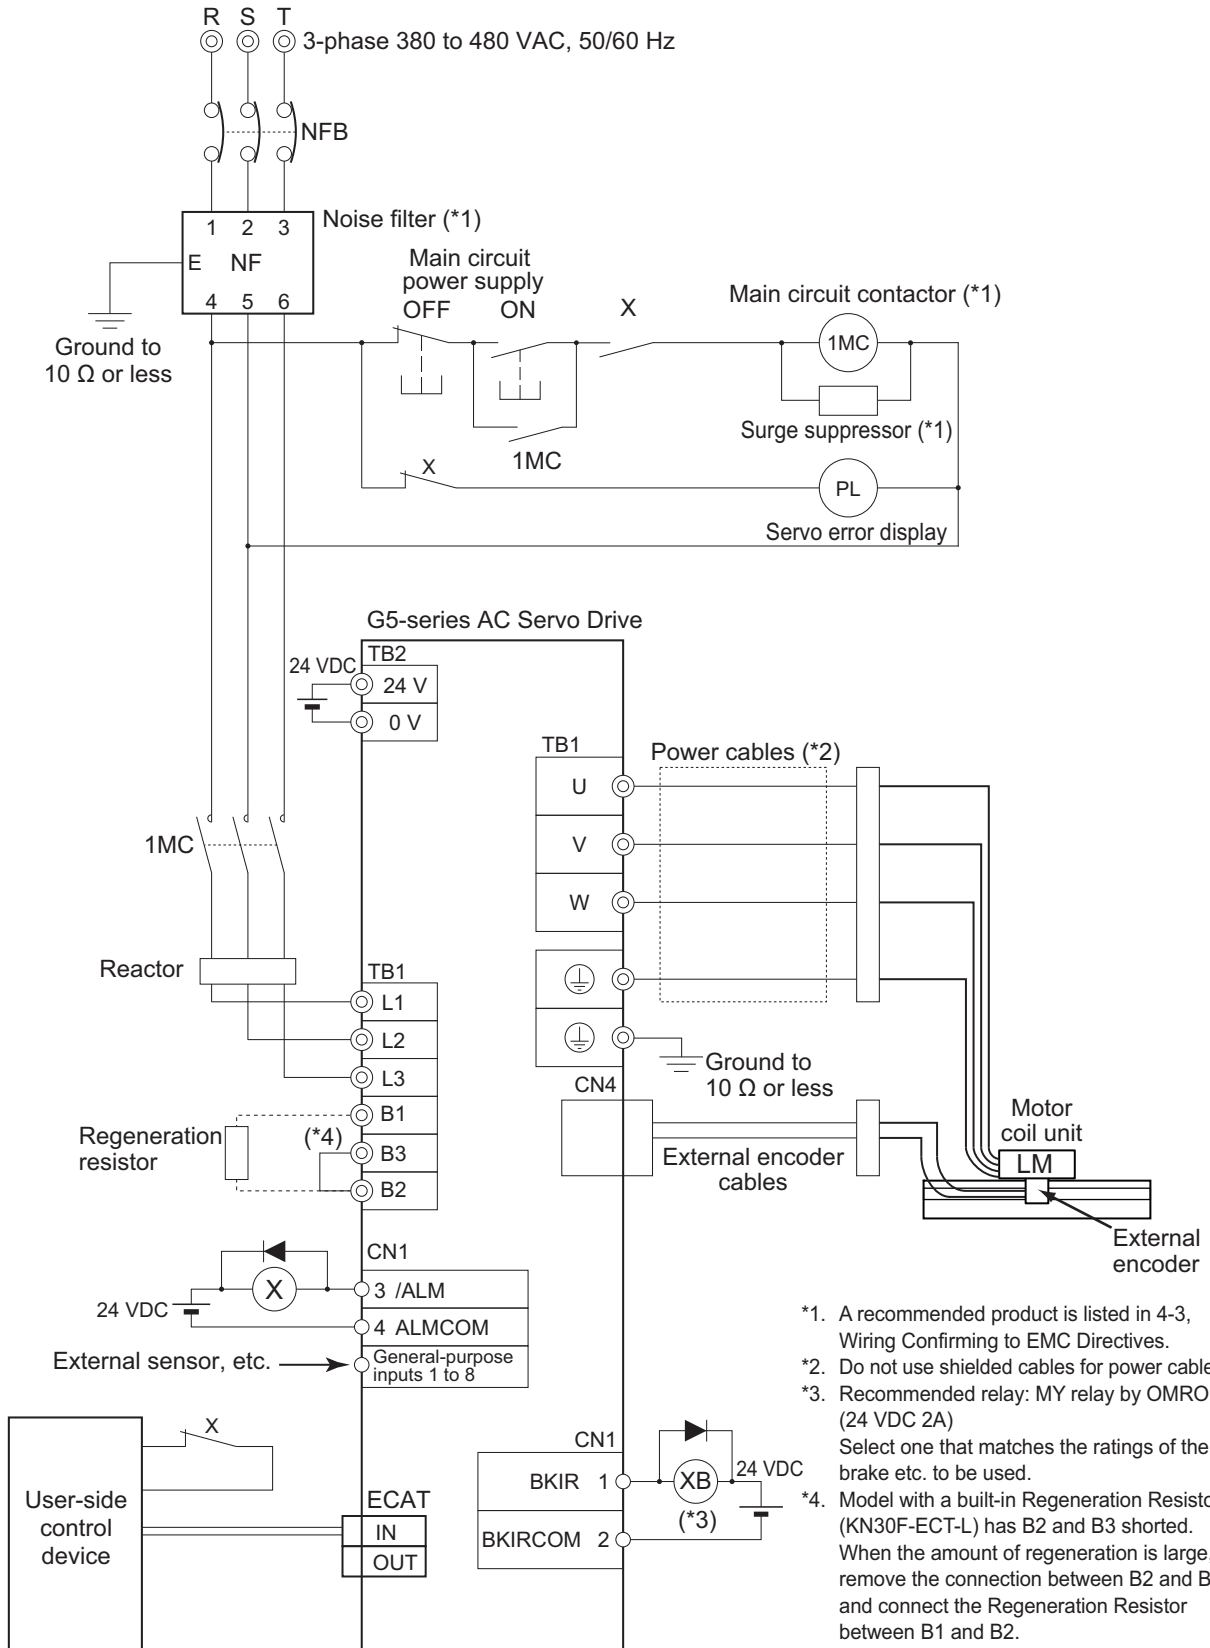 R S T
3-phase 380 to 480 VAC, 50/60 Hz
NFB
Noise filter (*1)
1 2 3
E NF
4 5 6
Ground to
10 Ω or less
Main circuit
power supply
OFF ON X
Main circuit contactor (*1)
1MC
Surge suppressor (*1)
1MC
X
PL
Servo error display
G5-series AC Servo Drive
24 VDC
TB2
24 V
0 V
TB1
Power cables (*2)
U
V
W
1MC
Reactor
TB1
L1
L2
L3
B1
B3
B2
Regeneration
resistor
(*4)
Ground to
10 Ω or less
CN4
External encoder
cables
Motor
coil unit
LM
External
encoder
CN1
X
24 VDC
3 /ALM
4 ALMCOM
External sensor, etc.
General-purpose
inputs 1 to 8
X
User-side
control
device
ECAT
IN
OUT
CN1
BKIR 1
BKIRCOM 2
XB
(*3)
24 VDC
*1. A recommended product is listed in 4-3,
Wiring Confirming to EMC Directives.
*2. Do not use shielded cables for power cable
*3. Recommended relay: MY relay by OMRO
(24 VDC 2A)
Select one that matches the ratings of the
brake etc. to be used.
*4. Model with a built-in Regeneration Resisto
(KN30F-ECT-L) has B2 and B3 shorted.
When the amount of regeneration is large
remove the connection between B2 and B
and connect the Regeneration Resistor
between B1 and B2.